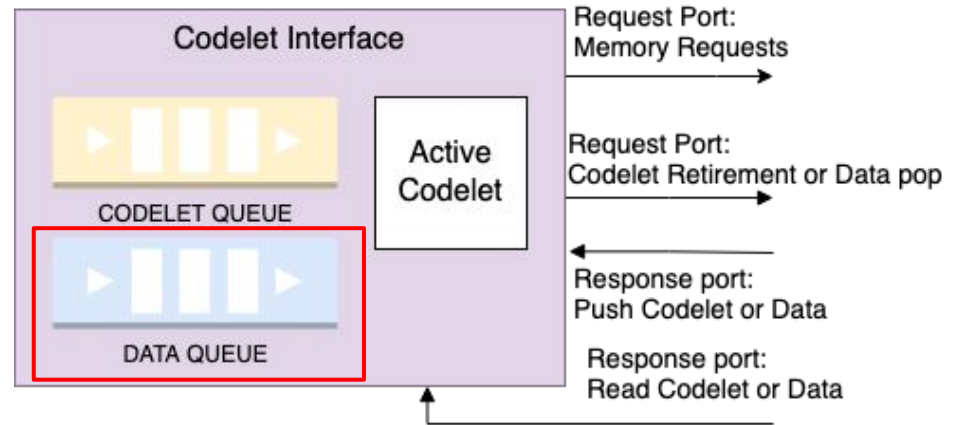 Codelet Interface
CODELET QUEUE
DATA QUEUE
Active
Codelet
Request Port:
Memory Requests
Request Port:
Codelet Retirement or Data pop
Response port:
Push Codelet or Data
Response port:
Read Codelet or Data